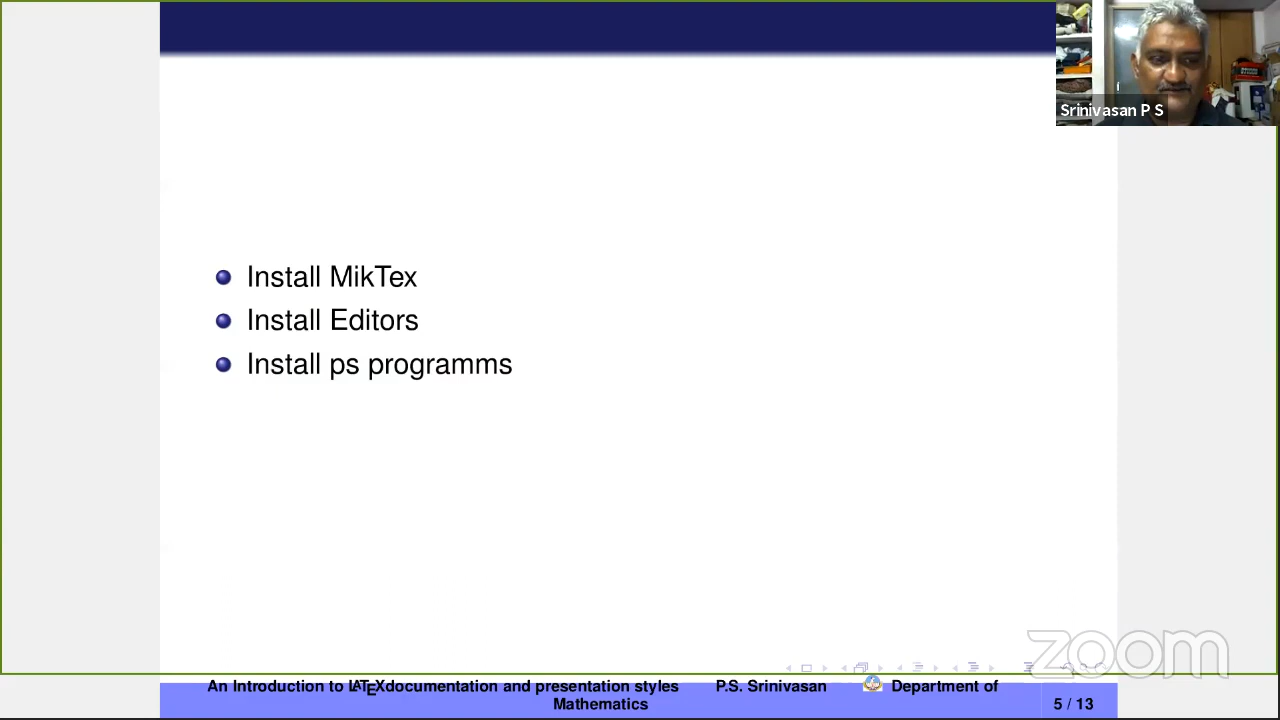 Srinivasan P S
Install MikTex
Install Editors
Install ps programms
zoom
An Introduction to LATEXdocumentation and presentation styles P.S. Srinivasan Department of
Mathematics
5 / 13